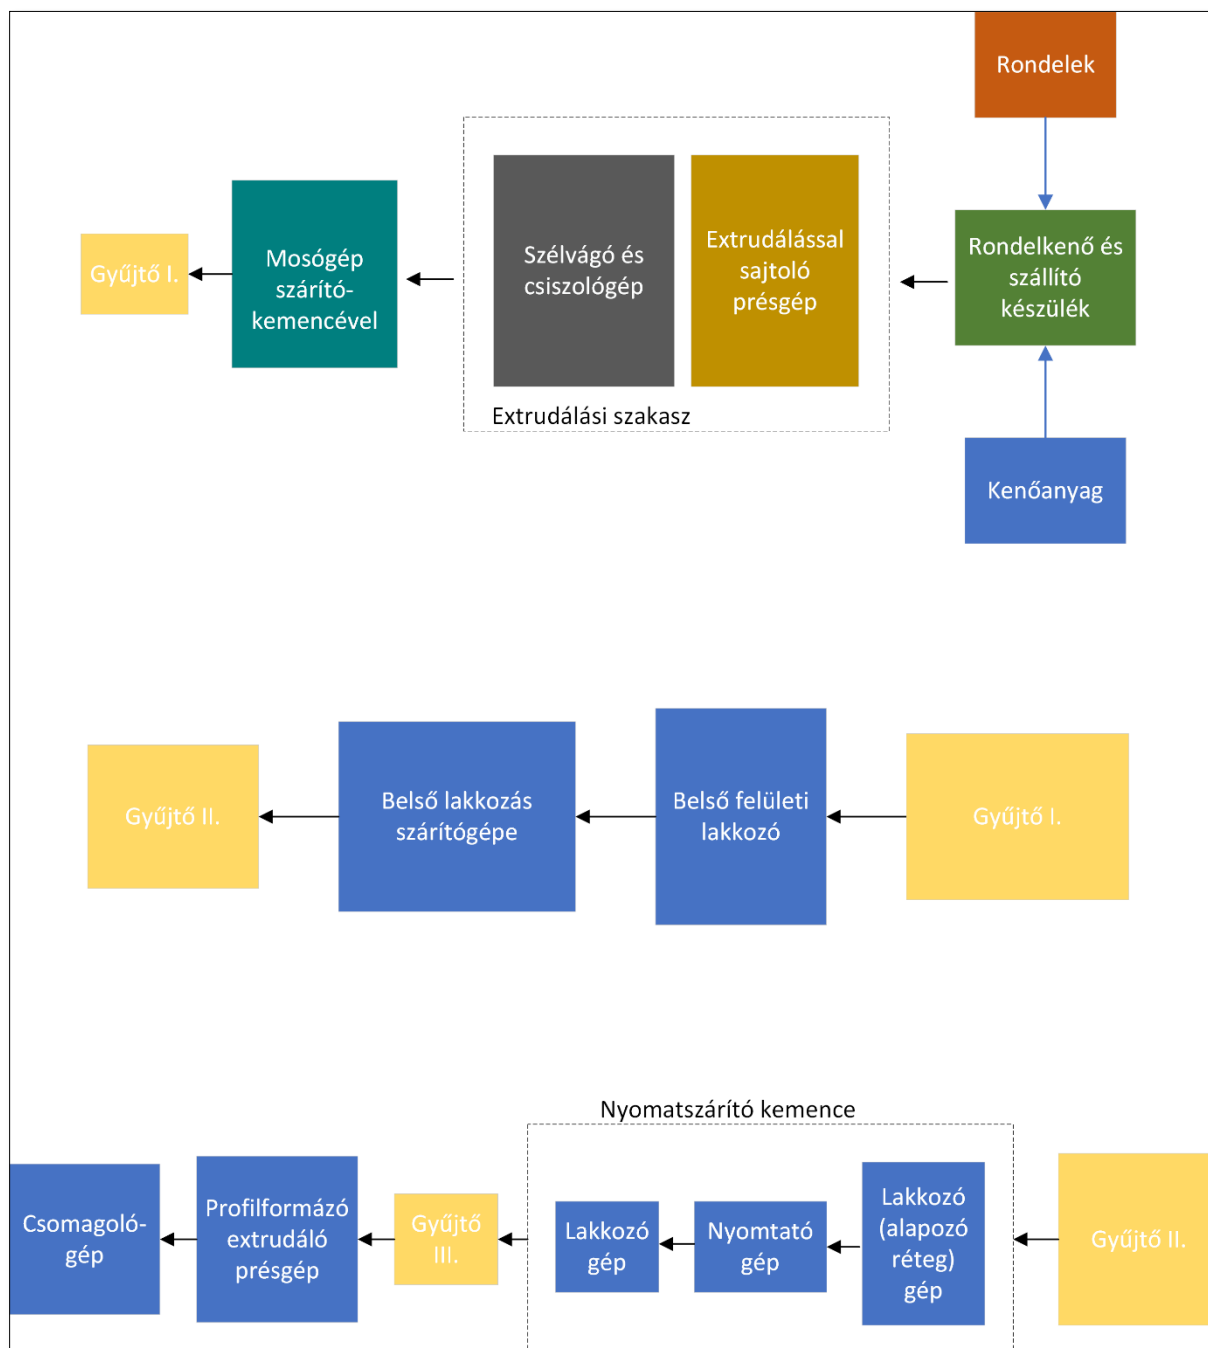 Rondelek
Rondelkenő és
szállító
készülék
Kenőanyag
Extrudálással
sajtoló
présgép
Szélvágó és
csiszológép
Extrudálási szakasz
Mosógép
szárító-
kemencével
Gyűjtő I.
Gyűjtő I.
Belső felületi
lakkozó
Belső lakkozás
szárítógépe
Gyűjtő II.
Gyűjtő II.
Nyomatszárító kemence
Lakkozó
(alapozó
réteg)
gép
Nyomtató
gép
Lakkozó
gép
Gyűjtő
III.
Profilformázó
extrudáló
présgép
Csomagoló-
gép